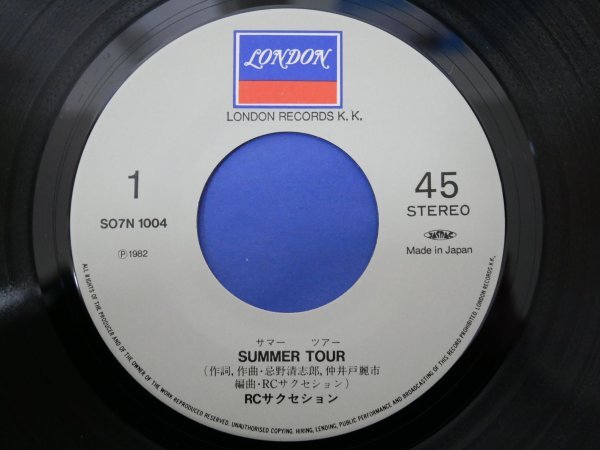 LONDON
LONDON RECORDS K.K.
1
45
STEREO
SO7N 1004
JASRAC
Ⓟ1982
Made in Japan
サマー ツアー
SUMMER TOUR
(作詞,作曲・忌野清志郎,仲井戸麗市
編曲・RCサクセション)
RCサクセション
ALL RIGHTS OF THE PRODUCER AND OF THE OWNER OF THE WORK REPRODUCED RESERVED. UNAUTHORISED COPYING, HIRING, LENDING, PUBLIC PERFORMANCE AND BROADCASTING OF THIS RECORD PROHIBITED. LONDON RECORDS K.K.